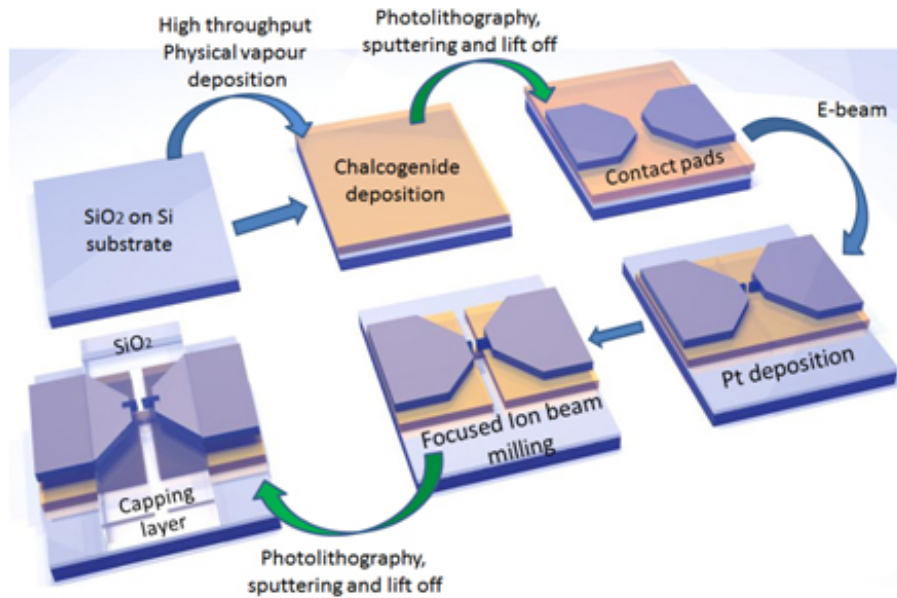 High throughput
Physical vapour
deposition
Photolithography,
sputtering and lift off
E-beam
SiO2 on Si
substrate
Chalcogenide
deposition
Contact pads
Pt deposition
Focused Ion beam
milling
SiO2
Capping
layer
Photolithography,
sputtering and lift off